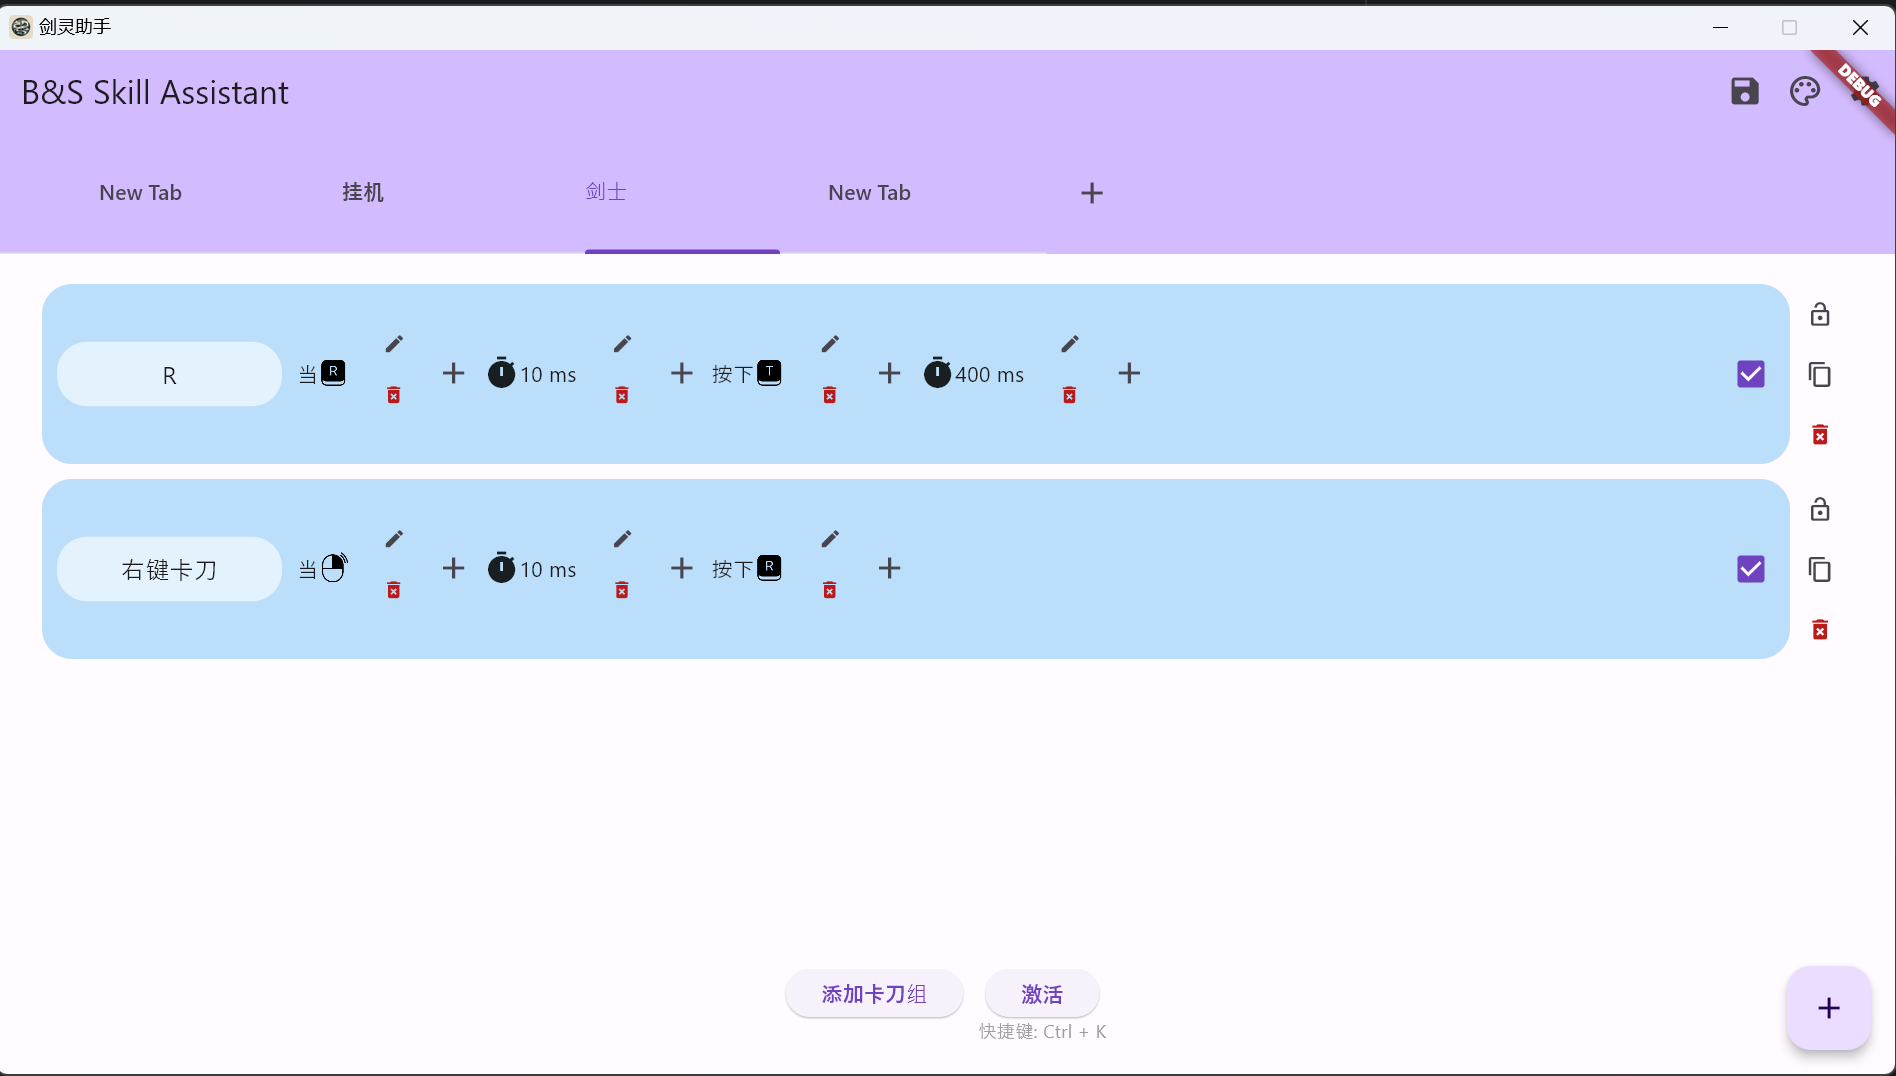 剑灵助手
B&S Skill Assistant
DEBUG
New Tab
挂机
剑士
New Tab
R
当 R
10 ms
按下 T
400 ms
右键卡刀
当
10 ms
按下 R
添加卡刀组
激活
快捷键: Ctrl + K